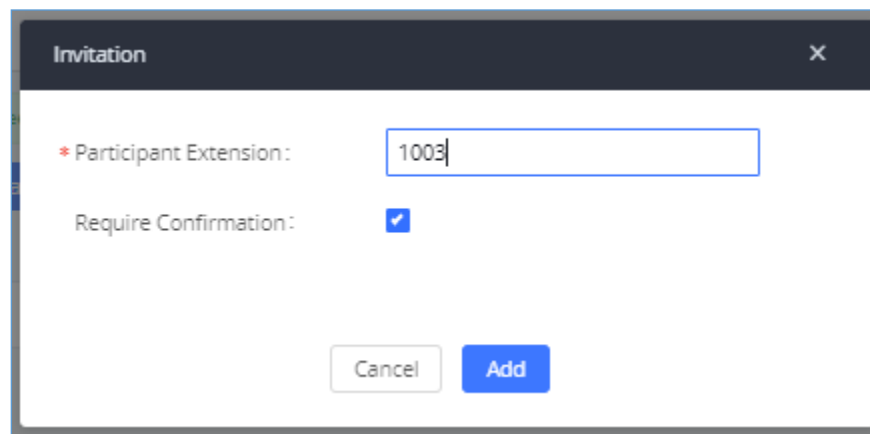 Invitation
* Participant Extension: 1003
Require Confirmation:
Cancel Add